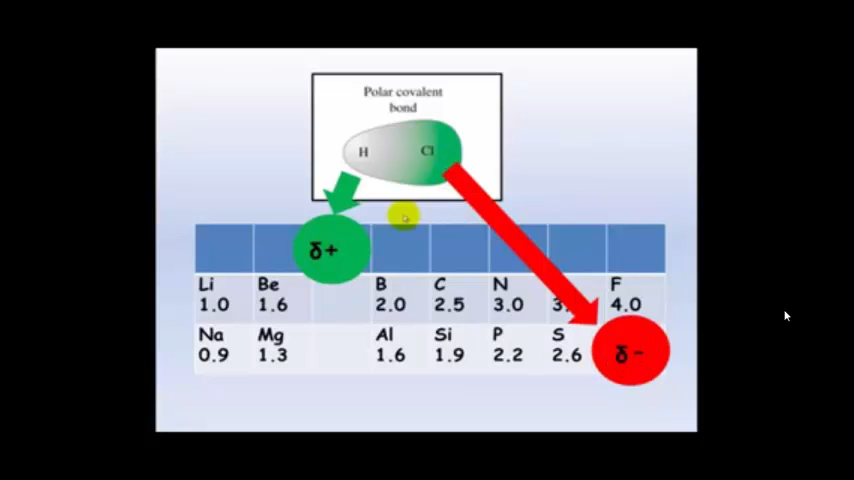 Polar covalent
bond
H Cl
δ+
Li Be B C N F
1.0 1.6 2.0 2.5 3.0 3. 4.0
Na Mg Al Si P S
0.9 1.3 1.6 1.9 2.2 2.6
δ−